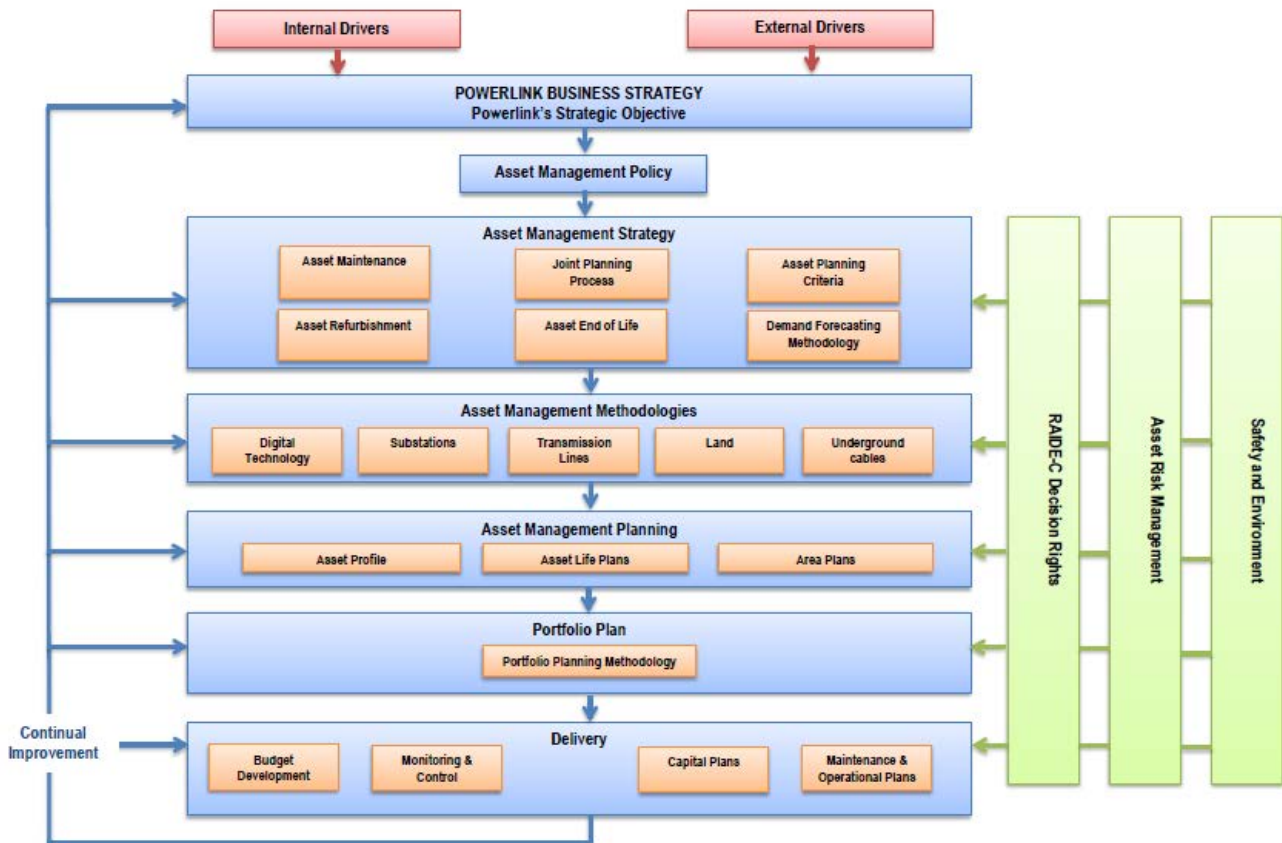 Internal Drivers
External Drivers
POWERLINK BUSINESS STRATEGY
Powerlink's Strategic Objective
Asset Management Policy
Asset Management Strategy
Asset Maintenance
Joint Planning
Process
Asset Planning
Criteria
Asset Refurbishment
Asset End of Life
Demand Forecasting
Methodology
Asset Management Methodologies
Digital
Technology
Substations
Transmission
Lines
Land
Underground
cables
Asset Management Planning
Asset Profile
Asset Life Plans
Area Plans
Portfolio Plan
Portfolio Planning Methodology
Delivery
Budget
Development
Monitoring &
Control
Capital Plans
Maintenance &
Operational Plans
Continual
Improvement
RAIDE-C Decision Rights
Asset Risk Management
Safety and Environment